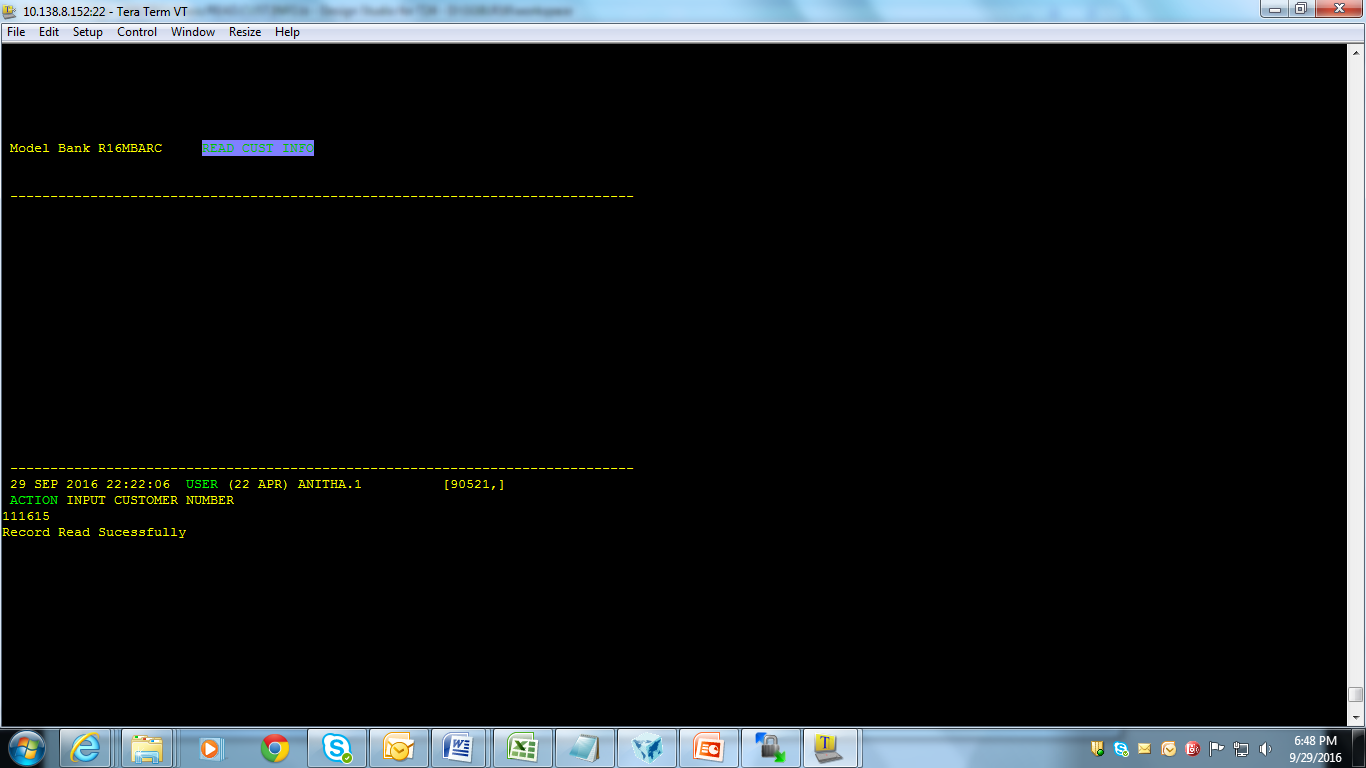 10.138.8.152:22 - Tera Term VT
File Edit Setup Control Window Resize Help
Model Bank R16MBARC READ CUST INFO
------------------------------------------------------------------------------
------------------------------------------------------------------------------
29 SEP 2016 22:22:06 USER (22 APR) ANITHA.1 [90521,]
ACTION INPUT CUSTOMER NUMBER
111615
Record Read Sucessfully
6:48 PM
9/29/2016